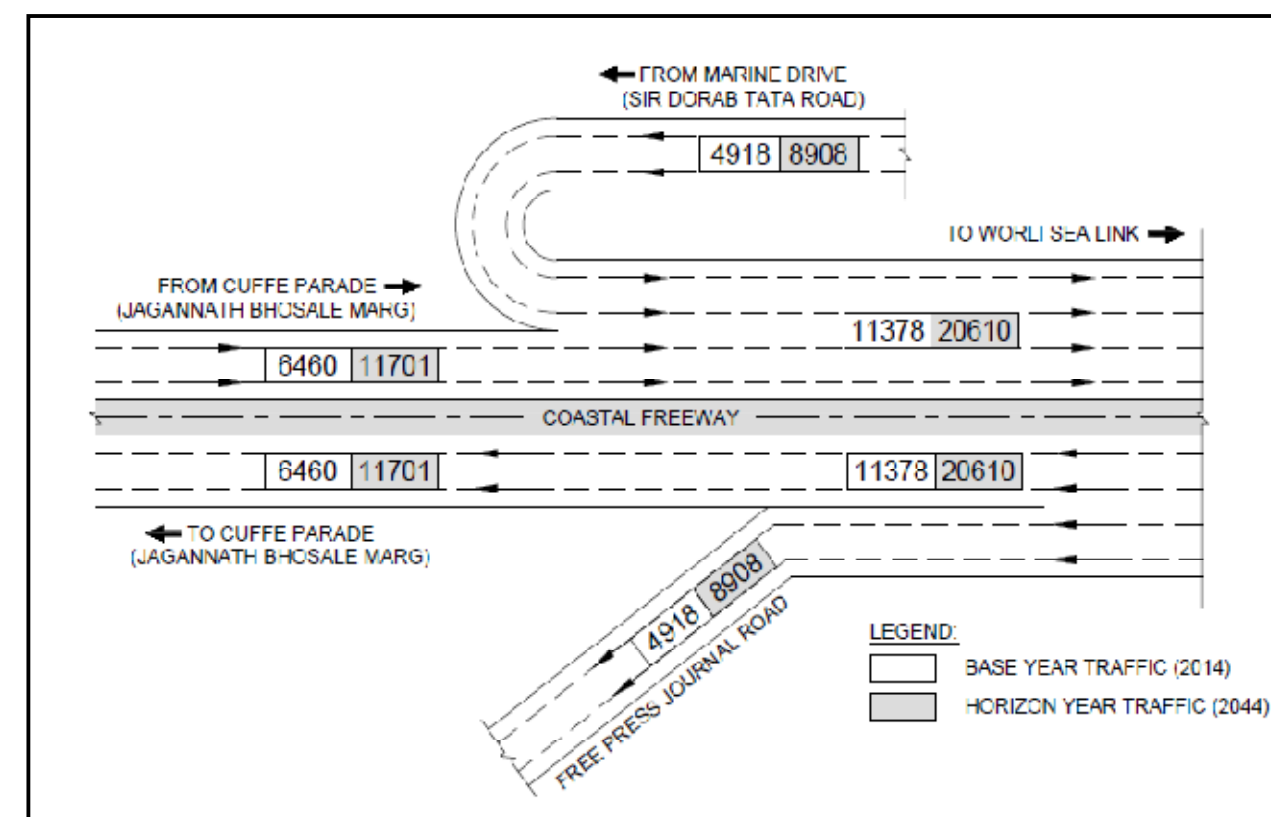 FROM MARINE DRIVE
(SIR DORAB TATA ROAD)
4918 8908
TO WORLI SEA LINK
FROM CUFFE PARADE
(JAGANNATH BHOSALE MARG)
11378 20610
6460 11701
COASTAL FREEWAY
6460 11701
11378 20610
TO CUFFE PARADE
(JAGANNATH BHOSALE MARG)
4918 8908
FREE PRESS JOURNAL ROAD
LEGEND:
BASE YEAR TRAFFIC (2014)
HORIZON YEAR TRAFFIC (2044)